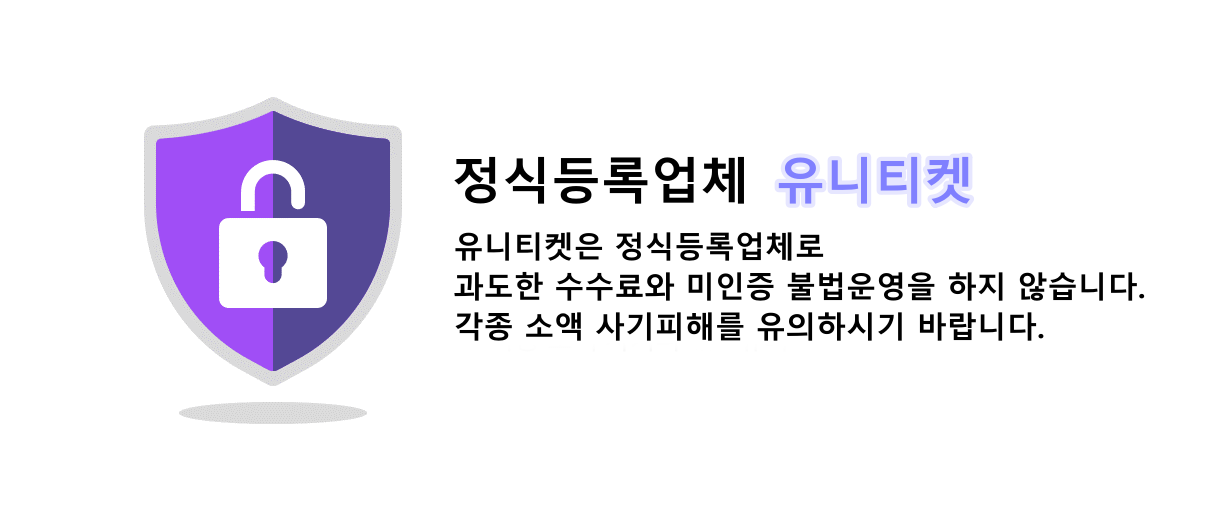 정식등록업체 유니티켓
유니티켓은 정식등록업체로
과도한 수수료와 미인증 불법운영을 하지 않습니다.
각종 소액 사기피해를 유의하시기 바랍니다.